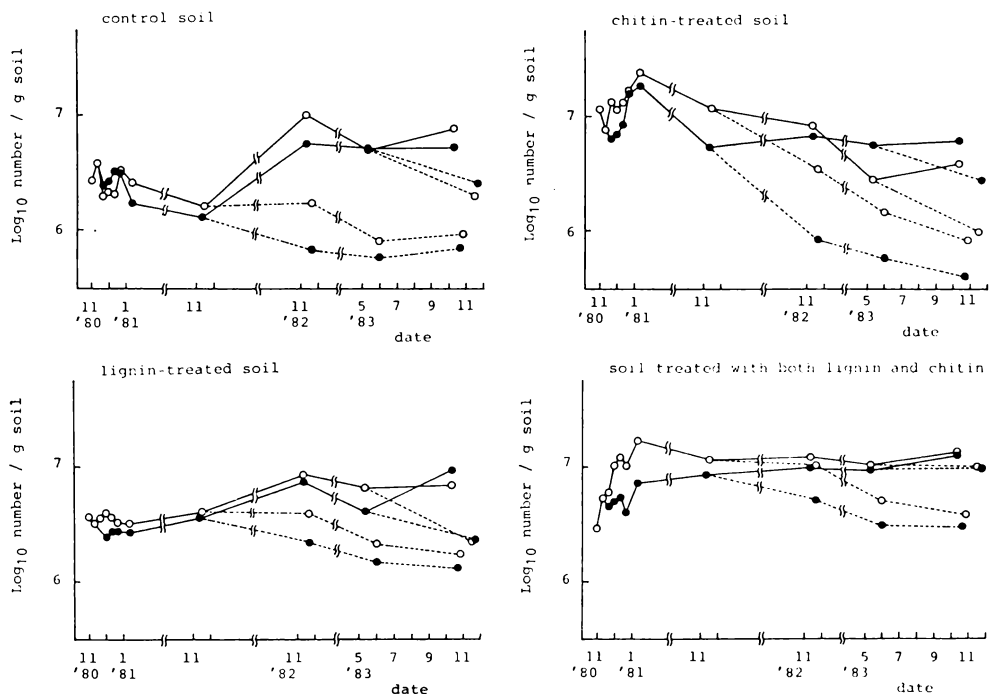 control soil
Log10 number / g soil
7
6
11 1 11 11 5 7 9 11
'80 '81 '82 '83
date
chitin-treated soil
Log10 number / g soil
7
6
11 1 11 11 5 7 9 11
'80 '81 '82 '83
date
lignin-treated soil
Log10 number / g soil
7
6
11 1 11 11 5 7 9 11
'80 '81 '82 '83
date
soil treated with both lignin and chitin
Log10 number / g soil
7
6
11 1 11 11 5 7 9 11
'80 '81 '82 '83
date